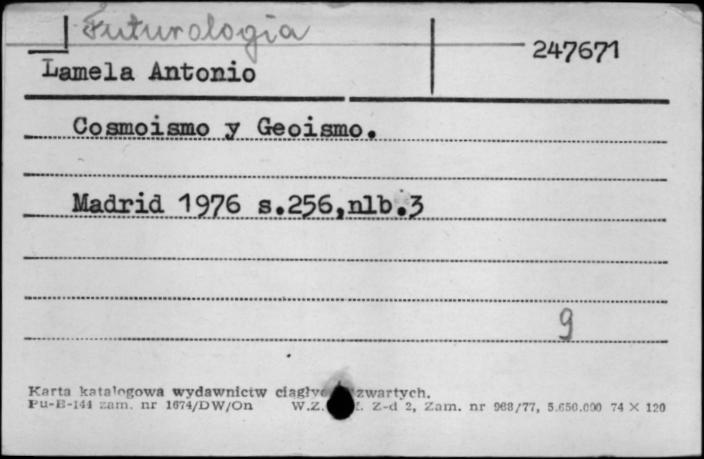 Futurologia
247671
Lamela Antonio
Cosmoismo y Geoismo.
Madrid 1976 s.256,nlb.3
9
Karta katalogowa wydawnictw zwartych.
Pu-B-144 zam. nr 1674/DW/On W.Z. Z-d 2, Zam. nr 968/77, 5.650.000 74 × 120